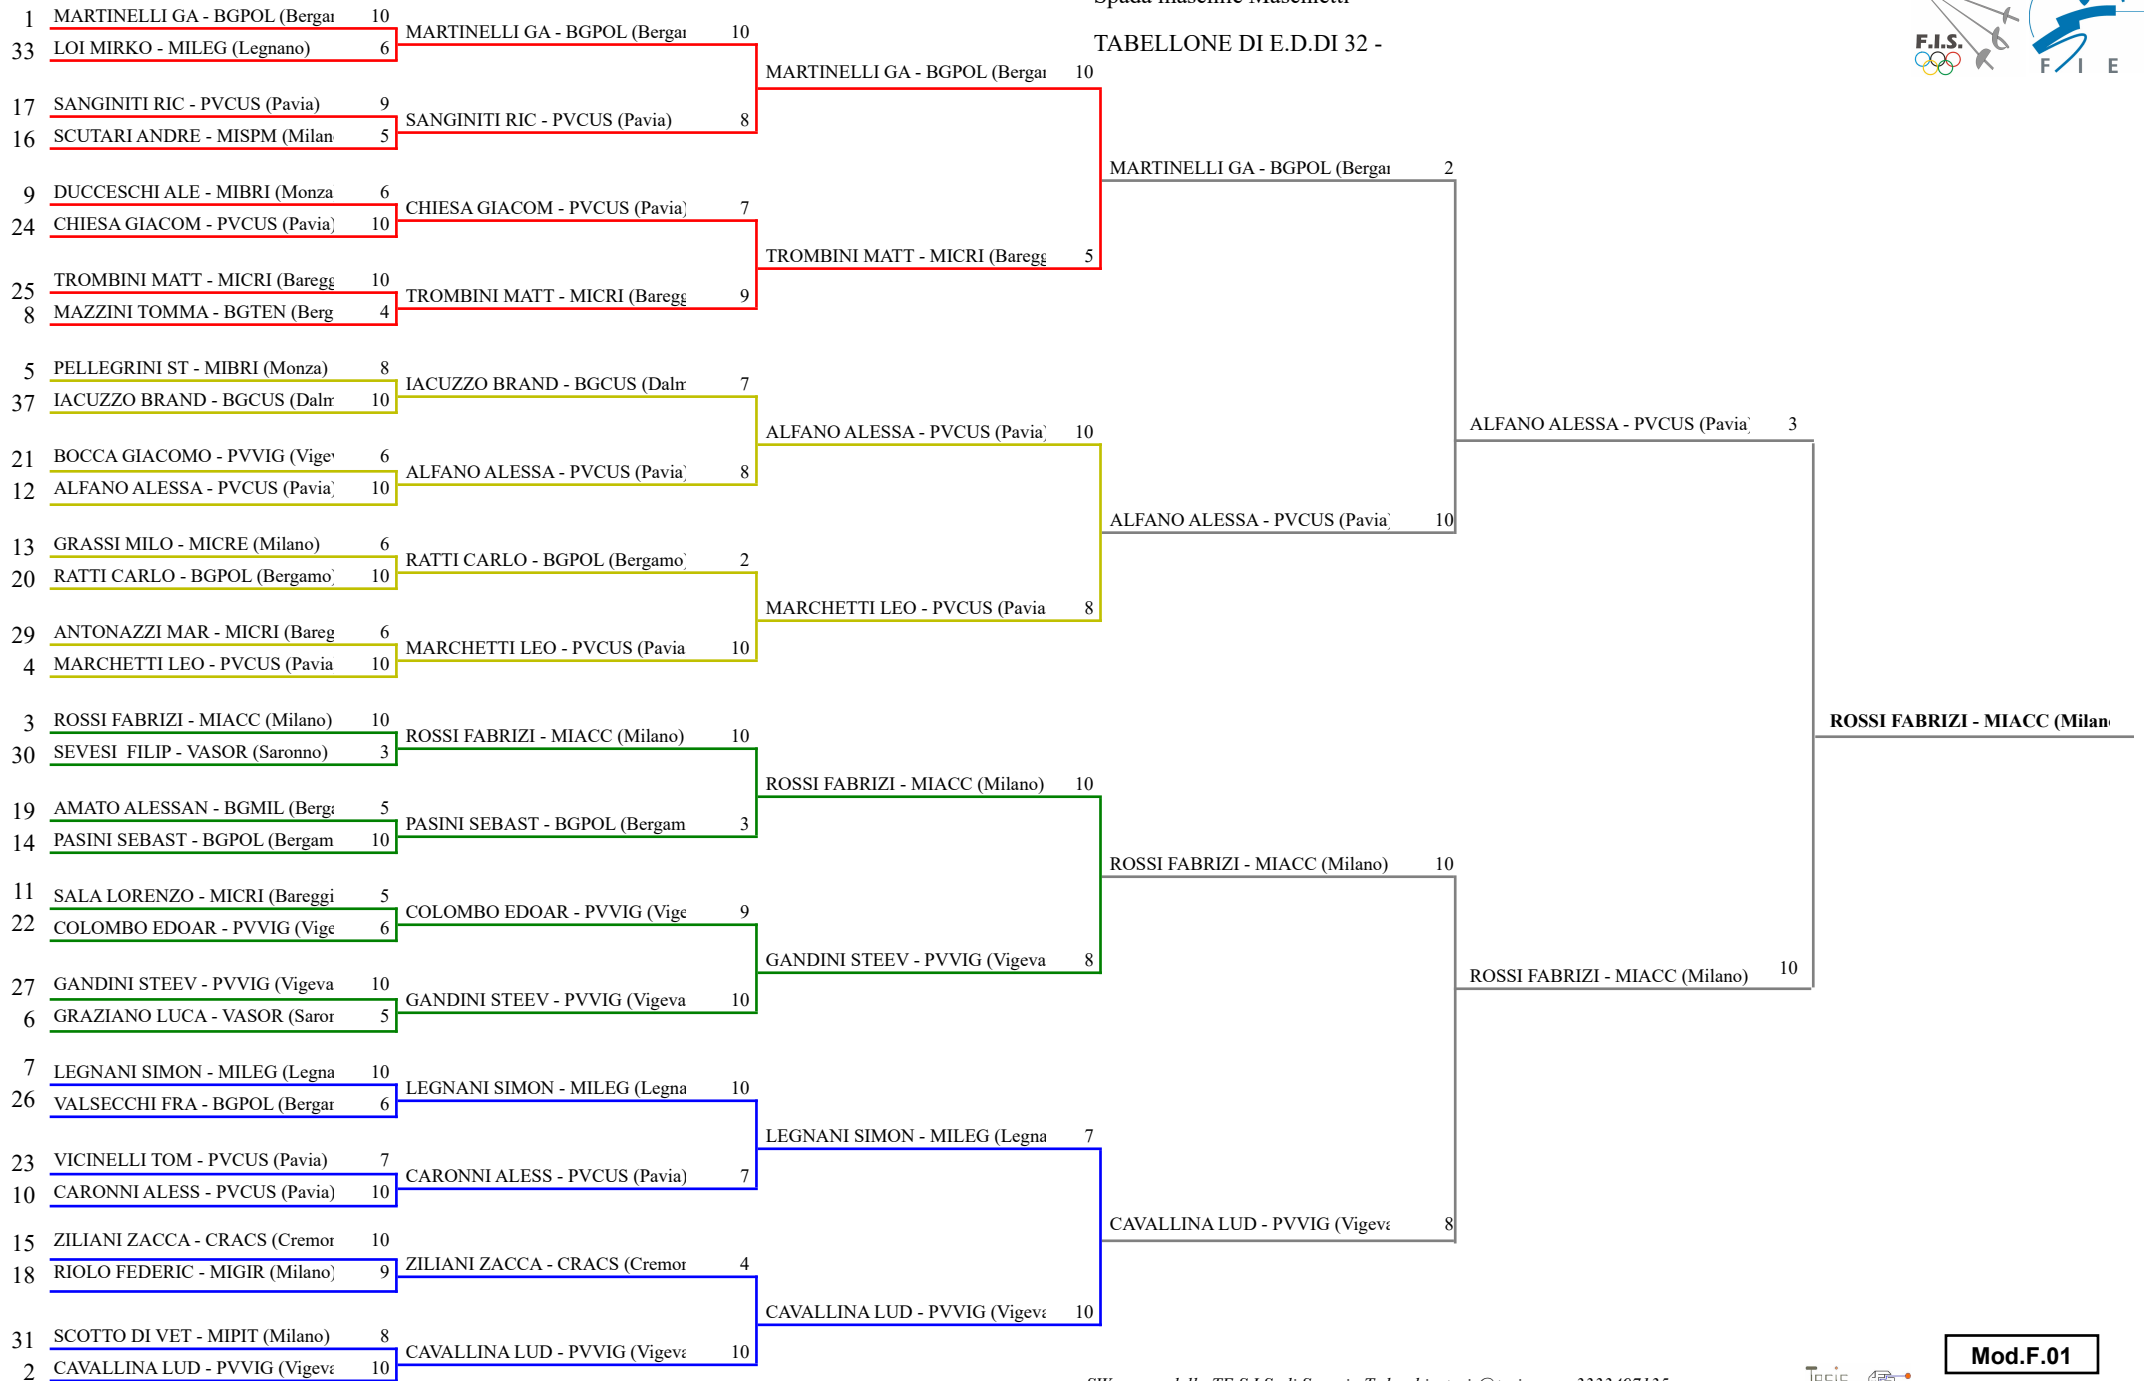 Spada maschile Maschietti
TABELLONE DI E.D.DI 32 -
F.I.S.
F I E
1 MARTINELLI GA - BGPOL (Bergar 10
33 LOI MIRKO - MILEG (Legnano) 6
17 SANGINITI RIC - PVCUS (Pavia) 9
16 SCUTARI ANDRE - MISPM (Milan 5
9 DUCCESCHI ALE - MIBRI (Monza 6
24 CHIESA GIACOM - PVCUS (Pavia) 10
25 TROMBINI MATT - MICRI (Baregg 10
8 MAZZINI TOMMA - BGTEN (Berg 4
5 PELLEGRINI ST - MIBRI (Monza) 8
37 IACUZZO BRAND - BGCUS (Dalm 10
21 BOCCA GIACOMO - PVVIG (Vigev 6
12 ALFANO ALESSA - PVCUS (Pavia) 10
13 GRASSI MILO - MICRE (Milano) 6
20 RATTI CARLO - BGPOL (Bergamo) 10
29 ANTONAZZI MAR - MICRI (Bareg 6
4 MARCHETTI LEO - PVCUS (Pavia 10
3 ROSSI FABRIZI - MIACC (Milano) 10
30 SEVESI FILIP - VASOR (Saronno) 3
19 AMATO ALESSAN - BGMIL (Berga 5
14 PASINI SEBAST - BGPOL (Bergam 10
11 SALA LORENZO - MICRI (Bareggi 5
22 COLOMBO EDOAR - PVVIG (Vige 6
27 GANDINI STEEV - PVVIG (Vigeva 10
6 GRAZIANO LUCA - VASOR (Saron 5
7 LEGNANI SIMON - MILEG (Legna 10
26 VALSECCHI FRA - BGPOL (Bergar 6
23 VICINELLI TOM - PVCUS (Pavia) 7
10 CARONNI ALESS - PVCUS (Pavia) 10
15 ZILIANI ZACCA - CRACS (Cremor 10
18 RIOLO FEDERIC - MIGIR (Milano) 9
31 SCOTTO DI VET - MIPIT (Milano) 8
2 CAVALLINA LUD - PVVIG (Vigeva 10
MARTINELLI GA - BGPOL (Bergar 10
SANGINITI RIC - PVCUS (Pavia) 8
CHIESA GIACOM - PVCUS (Pavia) 7
TROMBINI MATT - MICRI (Baregg 9
IACUZZO BRAND - BGCUS (Dalm 7
ALFANO ALESSA - PVCUS (Pavia) 8
RATTI CARLO - BGPOL (Bergamo) 2
MARCHETTI LEO - PVCUS (Pavia 10
ROSSI FABRIZI - MIACC (Milano) 10
PASINI SEBAST - BGPOL (Bergam 3
COLOMBO EDOAR - PVVIG (Vige 9
GANDINI STEEV - PVVIG (Vigeva 10
LEGNANI SIMON - MILEG (Legna 10
CARONNI ALESS - PVCUS (Pavia) 7
ZILIANI ZACCA - CRACS (Cremor 4
CAVALLINA LUD - PVVIG (Vigeva 10
MARTINELLI GA - BGPOL (Bergar 10
TROMBINI MATT - MICRI (Baregg 5
ALFANO ALESSA - PVCUS (Pavia) 10
MARCHETTI LEO - PVCUS (Pavia 8
ROSSI FABRIZI - MIACC (Milano) 10
GANDINI STEEV - PVVIG (Vigeva 8
LEGNANI SIMON - MILEG (Legna 7
CAVALLINA LUD - PVVIG (Vigeva 10
MARTINELLI GA - BGPOL (Bergar 2
ALFANO ALESSA - PVCUS (Pavia) 10
ROSSI FABRIZI - MIACC (Milano) 10
CAVALLINA LUD - PVVIG (Vigeva 8
ALFANO ALESSA - PVCUS (Pavia) 3
ROSSI FABRIZI - MIACC (Milano) 10
ROSSI FABRIZI - MIACC (Milan
Mod.F.01